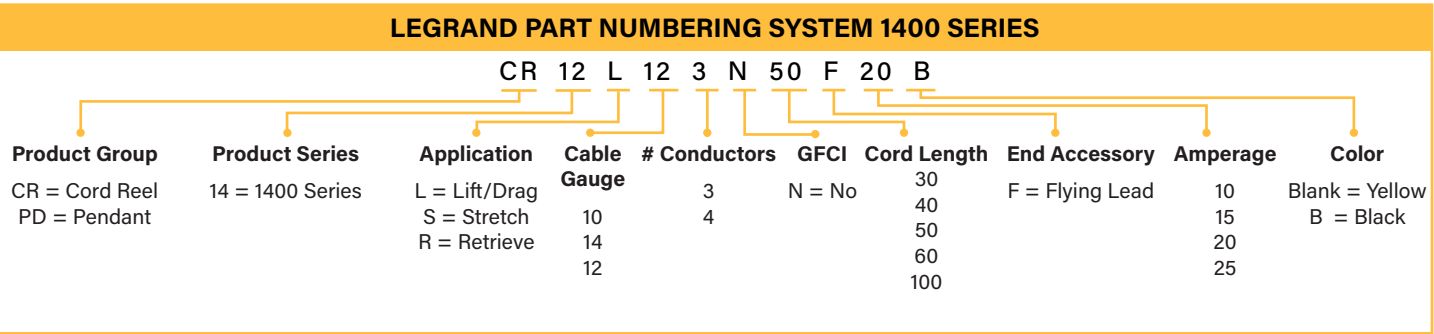 LEGRAND PART NUMBERING SYSTEM 1400 SERIES
CR 12 L 12 3 N 50 F 20 B
Product Group
CR = Cord Reel
PD = Pendant
Product Series
14 = 1400 Series
Application
L = Lift/Drag
S = Stretch
R = Retrieve
Cable
Gauge
10
14
12
# Conductors
3
4
GFCI
N = No
Cord Length
30
40
50
60
100
End Accessory
F = Flying Lead
Amperage
10
15
20
25
Color
Blank = Yellow
B = Black